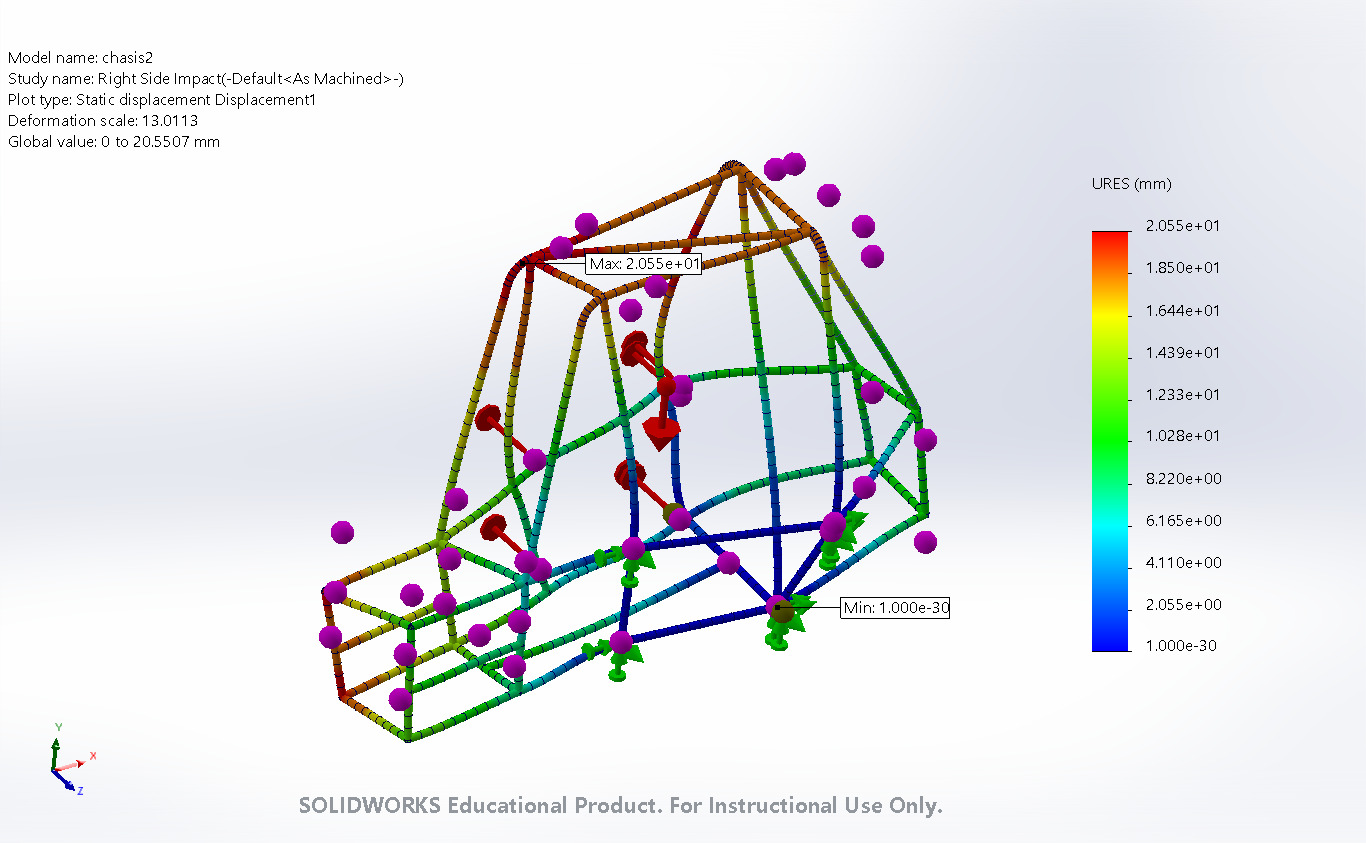 Model name: chasis2
Study name: Right Side Impact(-Default<As Machined>-)
Plot type: Static displacement Displacement1
Deformation scale: 13.0113
Global value: 0 to 20.5507 mm
URES (mm)
2.055e+01
1.850e+01
1.644e+01
1.439e+01
1.233e+01
1.028e+01
8.220e+00
6.165e+00
4.110e+00
2.055e+00
1.000e-30
Max: 2.055e+01
Min: 1.000e-30
Y
X
Z
SOLIDWORKS Educational Product. For Instructional Use Only.